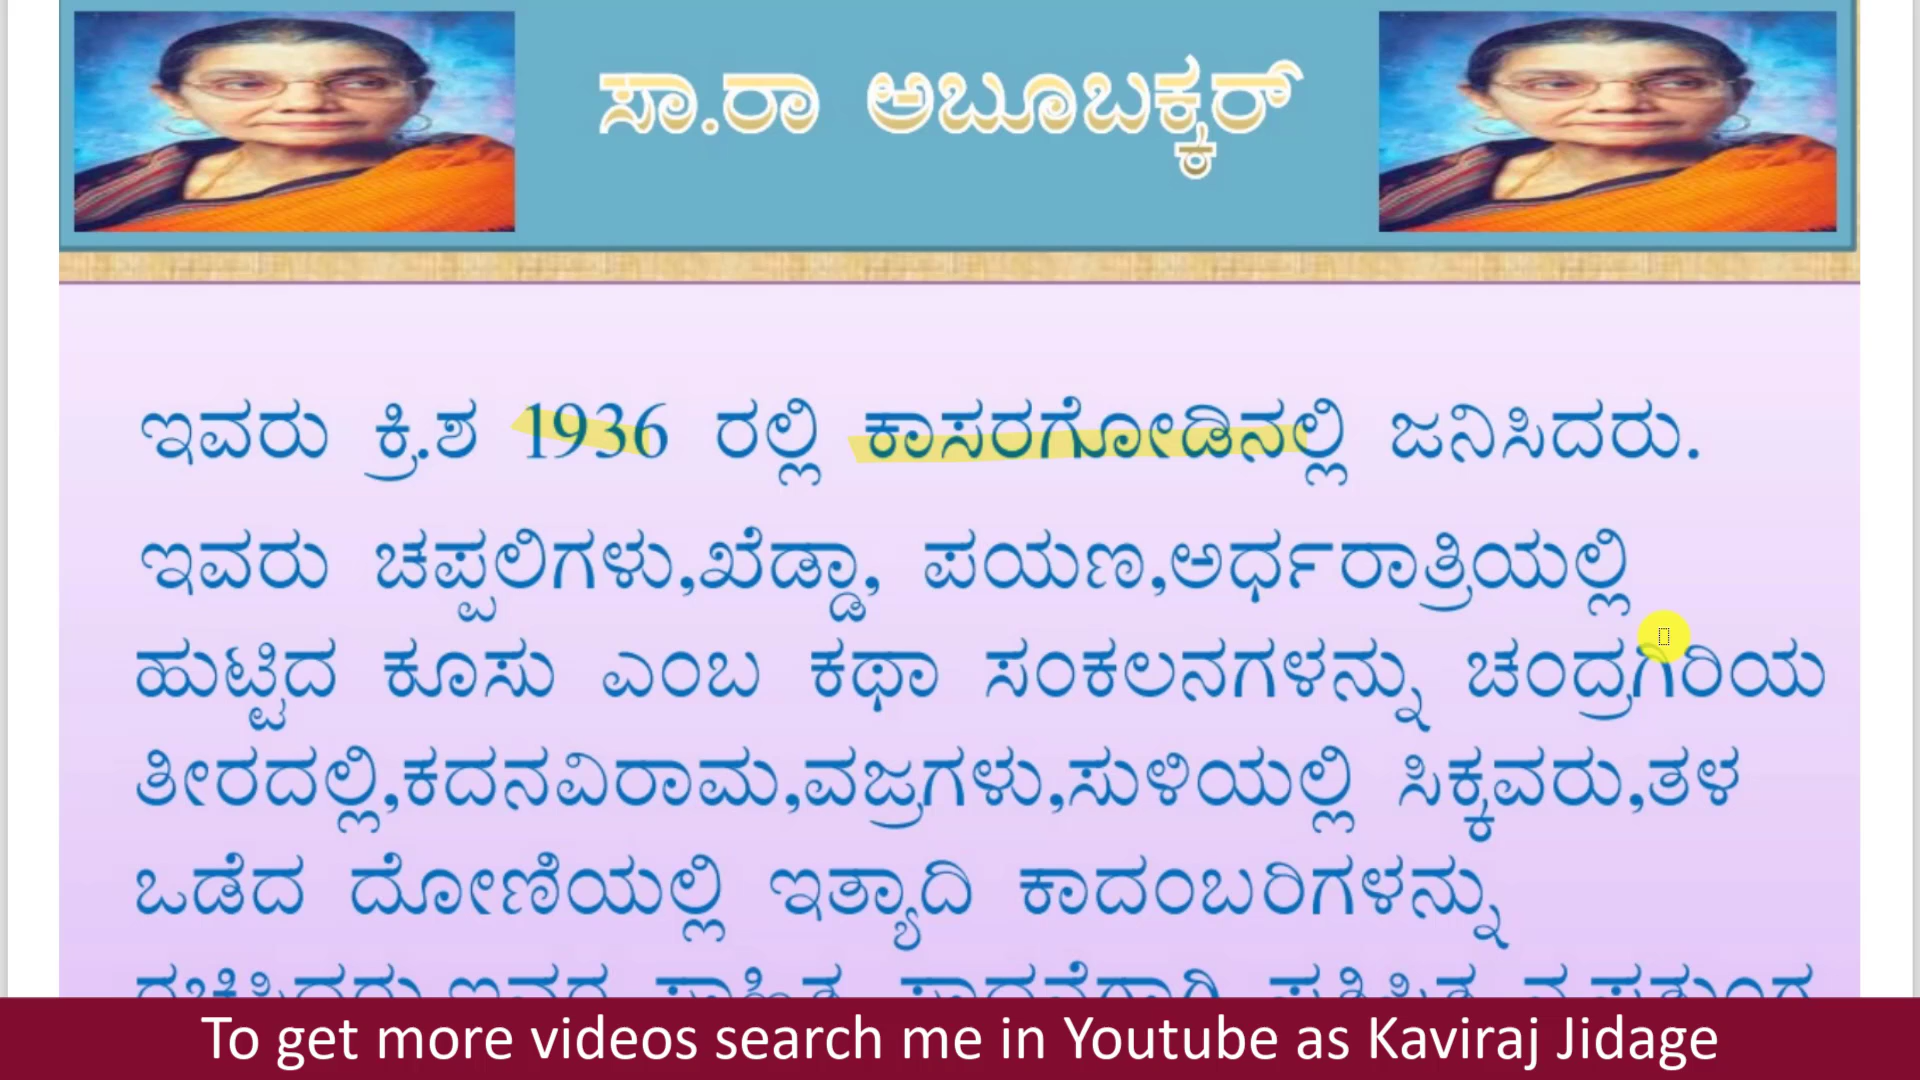 ಸಾ.ರಾ ಅಬೂಬಕ್ಕರ್
ಇವರು ಕ್ರಿ.ಶ 1936 ರಲ್ಲಿ ಕಾಸರಗೋಡಿನಲ್ಲಿ ಜನಿಸಿದರು.
ಇವರು ಚಪ್ಪಲಿಗಳು,ಖೆಡ್ಡಾ, ಪಯಣ,ಅರ್ಧರಾತ್ರಿಯಲ್ಲಿ
ಹುಟ್ಟಿದ ಕೂಸು ಎಂಬ ಕಥಾ ಸಂಕಲನಗಳನ್ನು ಚಂದ್ರಗಿರಿಯ
ತೀರದಲ್ಲಿ,ಕದನವಿರಾಮ,ವಜ್ರಗಳು,ಸುಳಿಯಲ್ಲಿ ಸಿಕ್ಕವರು,ತಳ
ಒಡೆದ ದೋಣಿಯಲ್ಲಿ ಇತ್ಯಾದಿ ಕಾದಂಬರಿಗಳನ್ನು
To get more videos search me in Youtube as Kaviraj Jidage